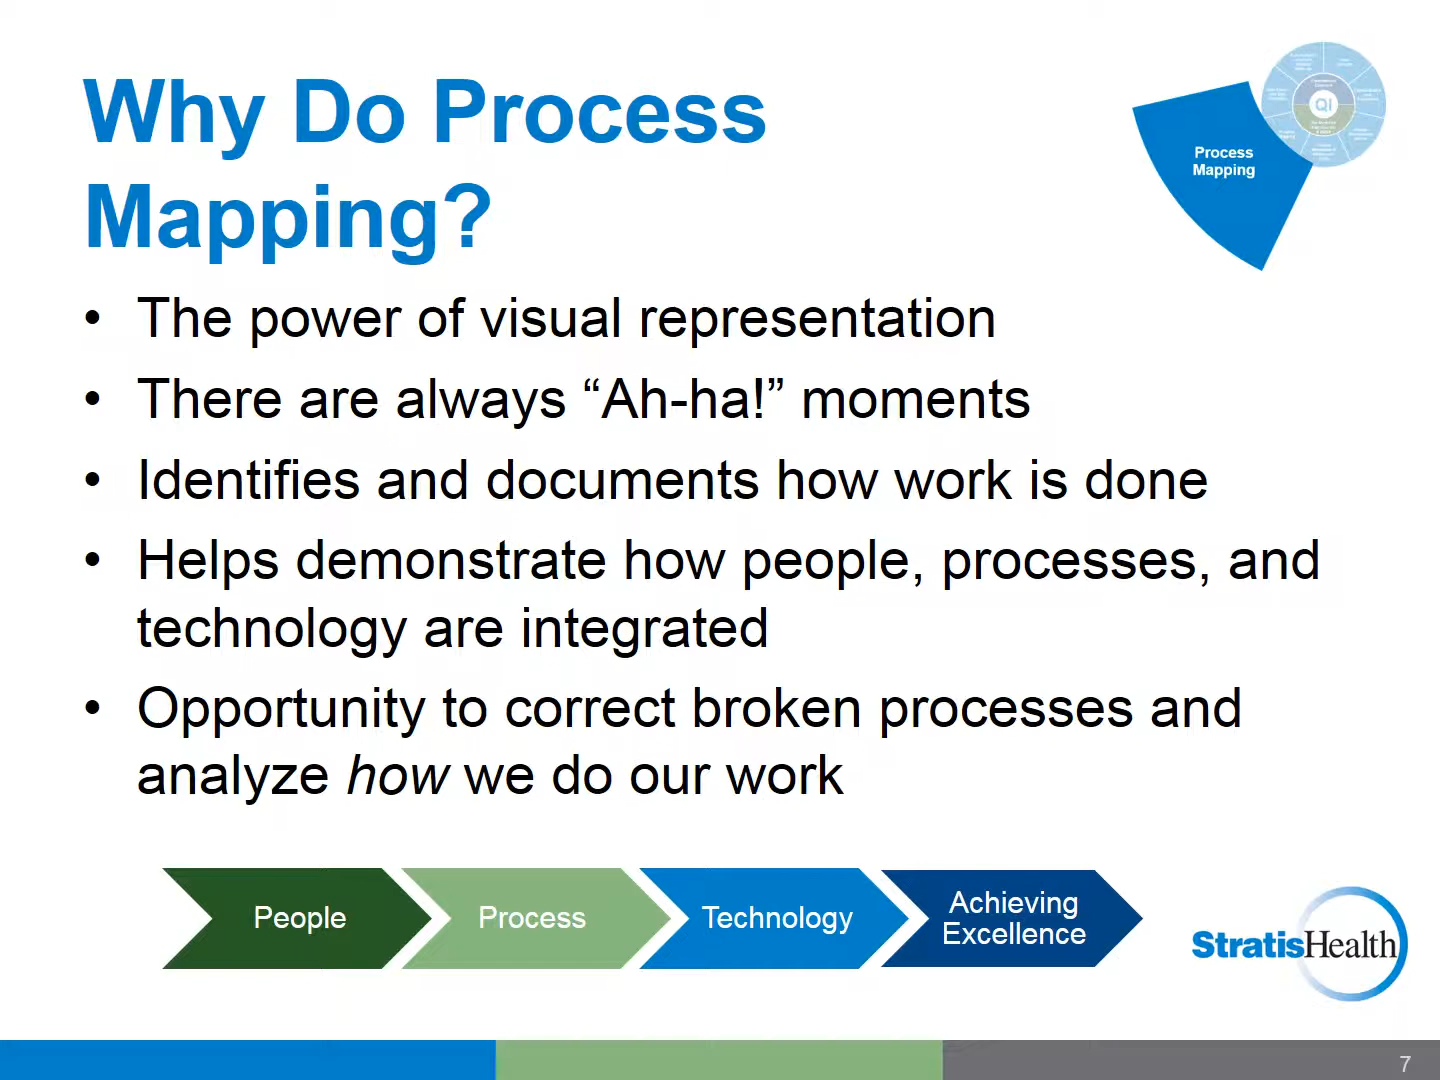 Why Do Process
Mapping?
Process
Mapping
QI
• The power of visual representation
• There are always “Ah-ha!” moments
• Identifies and documents how work is done
• Helps demonstrate how people, processes, and
technology are integrated
• Opportunity to correct broken processes and
analyze how we do our work
People
Process
Technology
Achieving
Excellence
StratisHealth
7